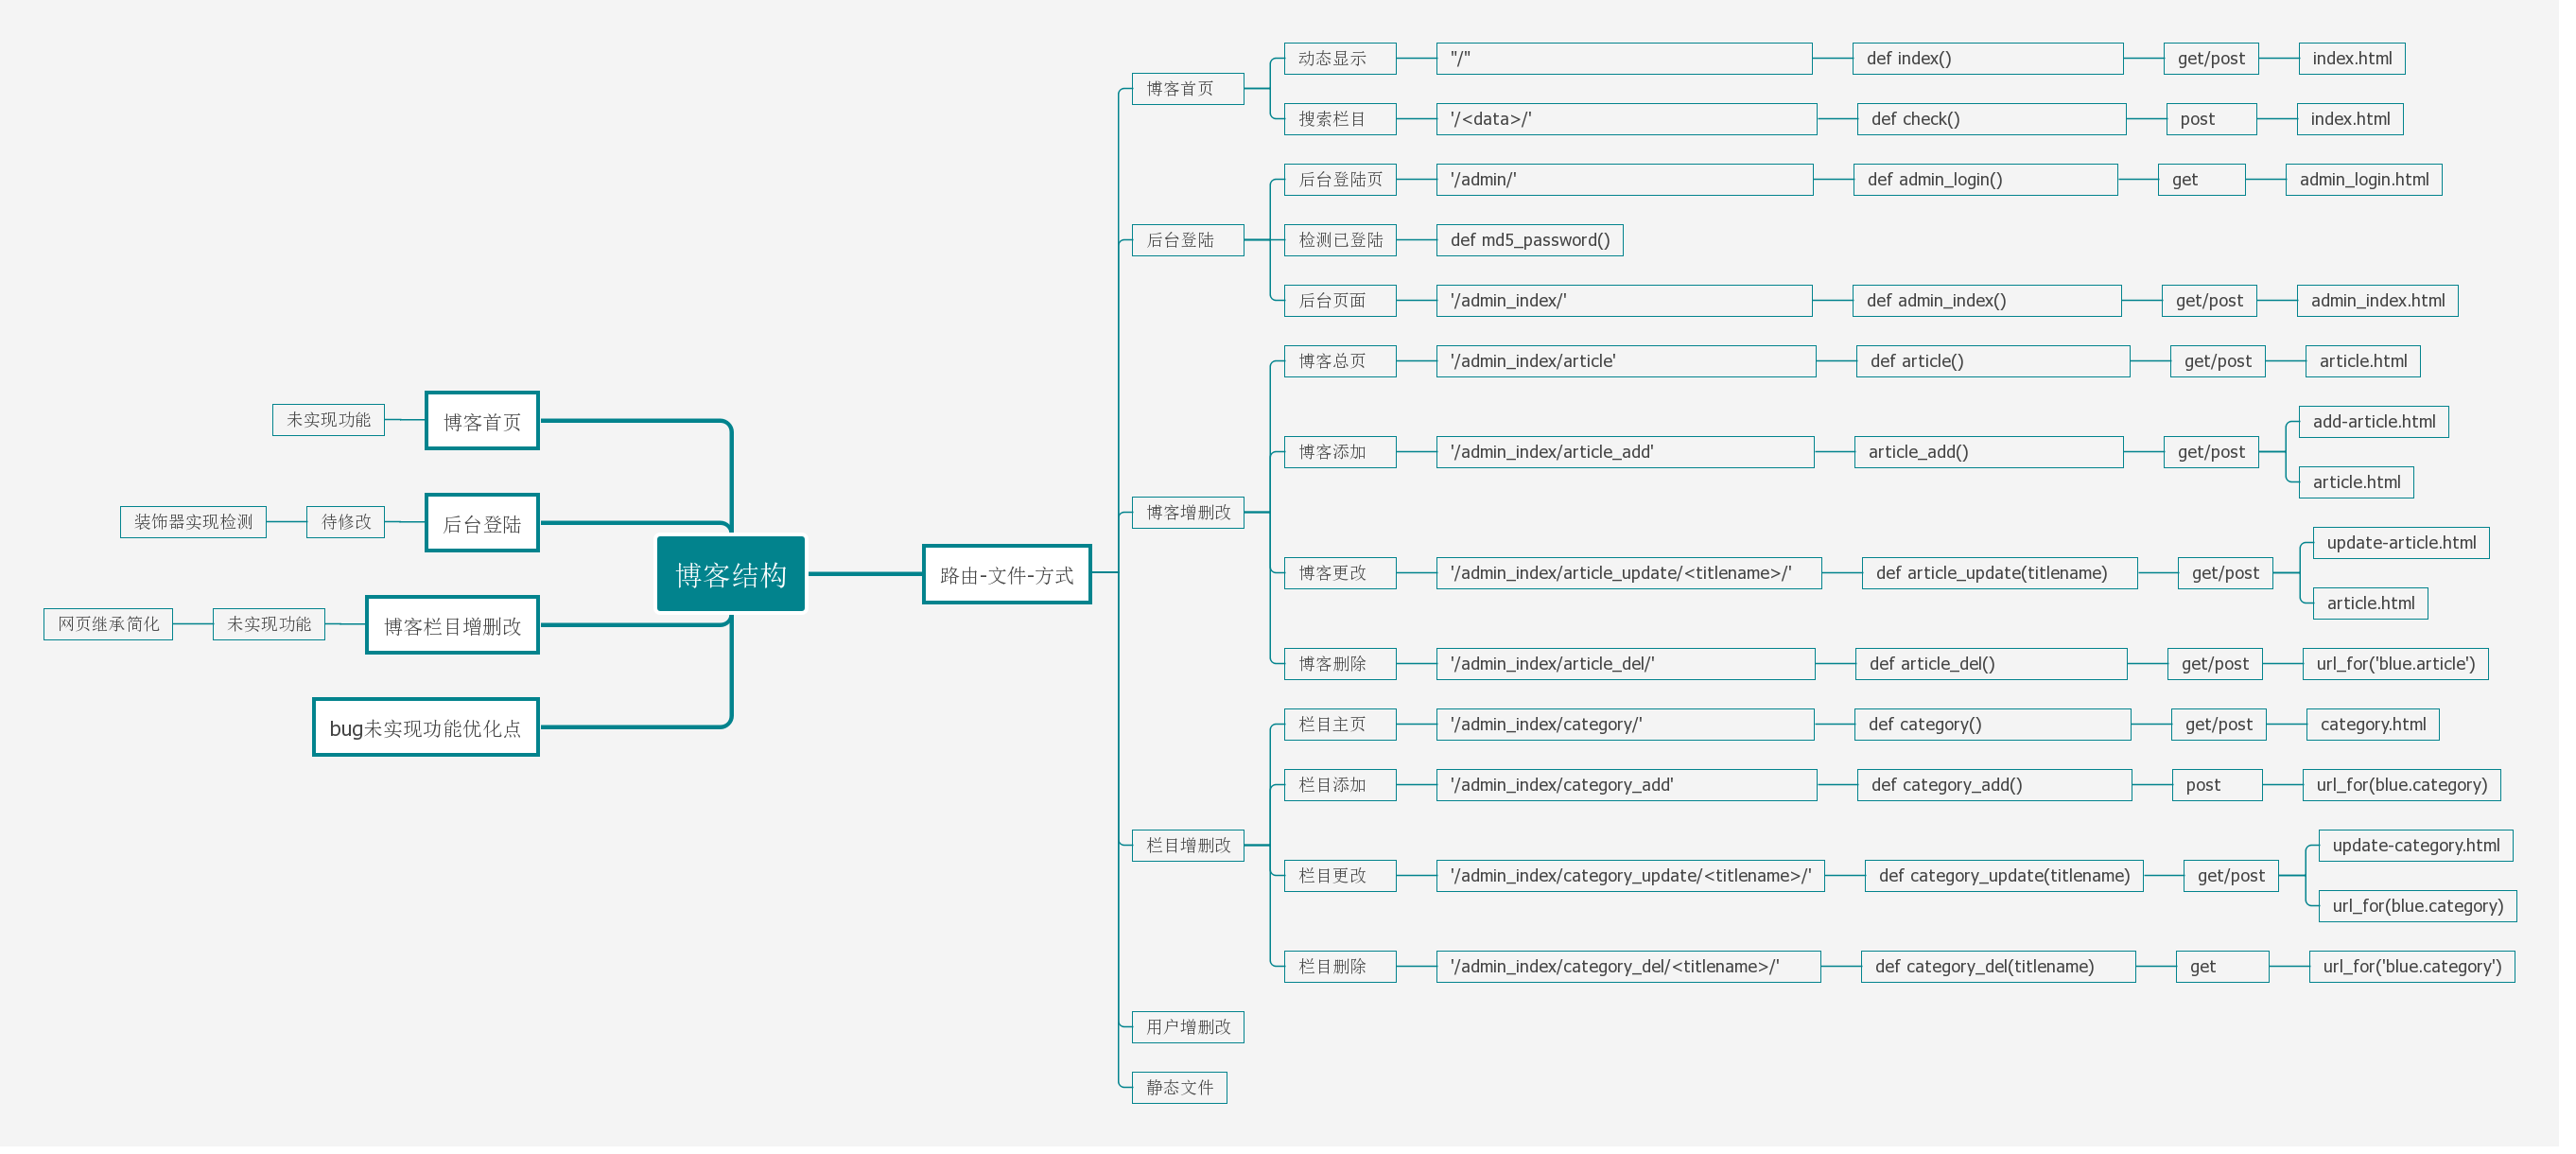 博客结构
博客首页
未实现功能
后台登陆
待修改
装饰器实现检测
博客栏目增删改
未实现功能
网页继承简化
bug未实现功能优化点
路由-文件-方式
博客首页
动态显示
"/"
def index()
get/post
index.html
搜索栏目
'/<data>/'
def check()
post
index.html
后台登陆
后台登陆页
'/admin/'
def admin_login()
get
admin_login.html
检测已登陆
def md5_password()
后台页面
'/admin_index/'
def admin_index()
get/post
admin_index.html
博客增删改
博客总页
'/admin_index/article'
def article()
get/post
article.html
博客添加
'/admin_index/article_add'
article_add()
get/post
add-article.html
article.html
博客更改
'/admin_index/article_update/<titlename>/'
def article_update(titlename)
get/post
update-article.html
article.html
博客删除
'/admin_index/article_del/'
def article_del()
get/post
url_for('blue.article')
栏目增删改
栏目主页
'/admin_index/category/'
def category()
get/post
category.html
栏目添加
'/admin_index/category_add'
def category_add()
post
url_for(blue.category)
栏目更改
'/admin_index/category_update/<titlename>/'
def category_update(titlename)
get/post
update-category.html
url_for(blue.category)
栏目删除
'/admin_index/category_del/<titlename>/'
def category_del(titlename)
get
url_for('blue.category')
用户增删改
静态文件